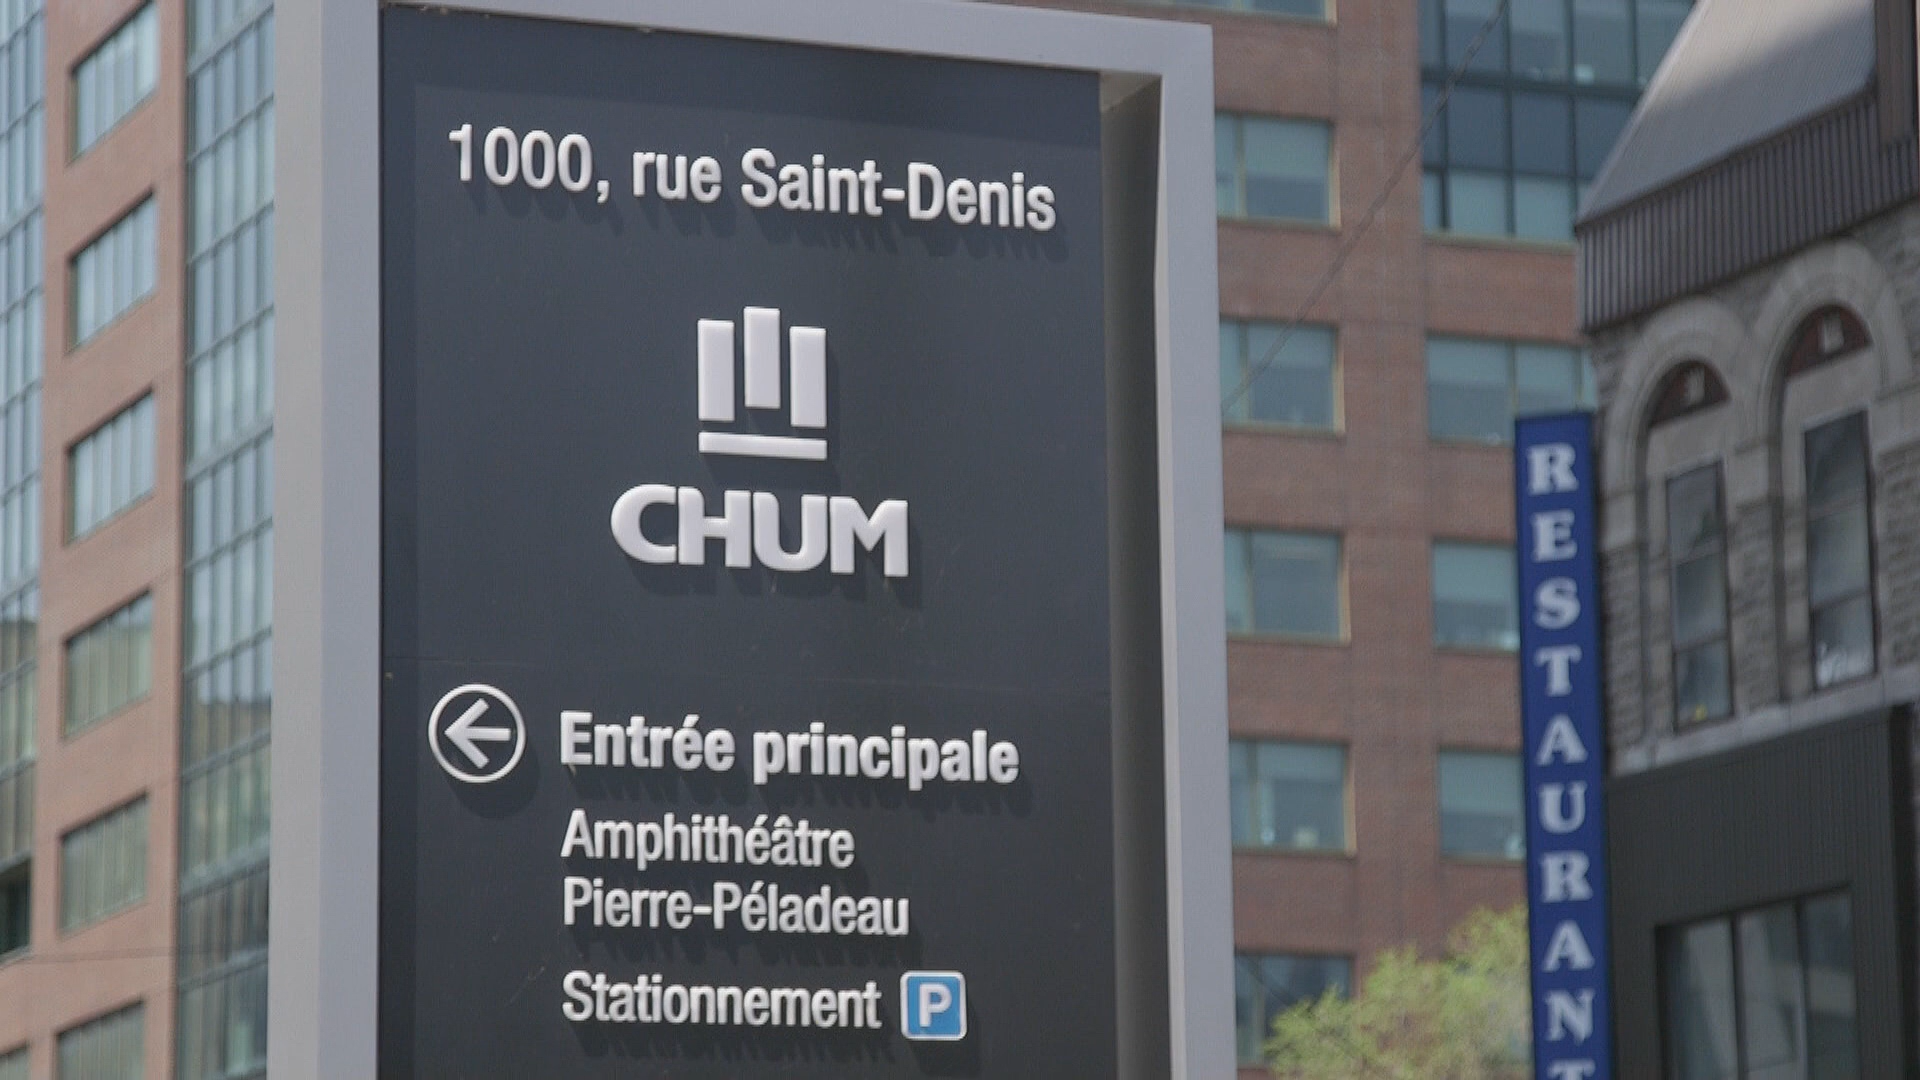 1000, rue Saint-Denis
CHUM
Entrée principale
Amphithéâtre
Pierre-Péladeau
Stationnement P
RESTAURANT